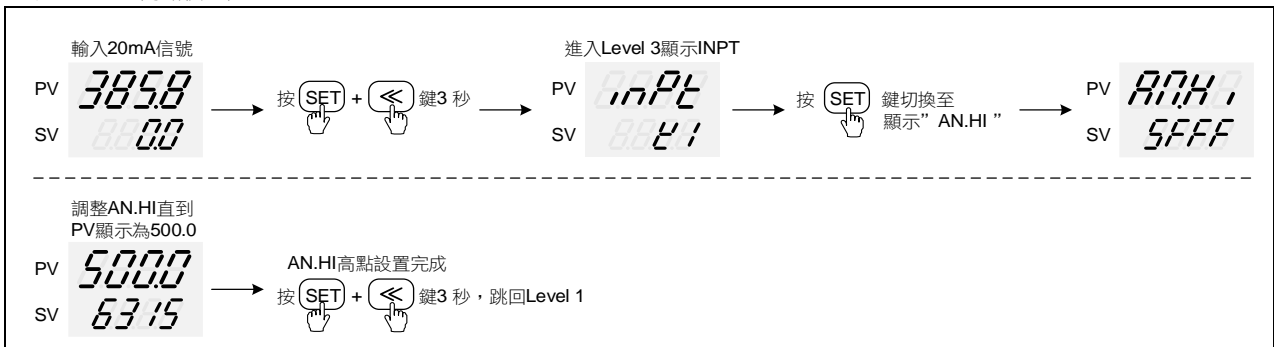 輸入20mA信號
PV 385.8
SV 0.0
按 SET + ≪ 鍵3 秒
進入Level 3顯示INPT
PV inPt
SV K1
按 SET 鍵切換至
顯示”AN.HI”
PV AN.HI
SV 5FFF
調整AN.HI直到
PV顯示為500.0
PV 500.0
SV 6315
AN.HI高點設置完成
按 SET + ≪ 鍵3 秒，跳回Level 1